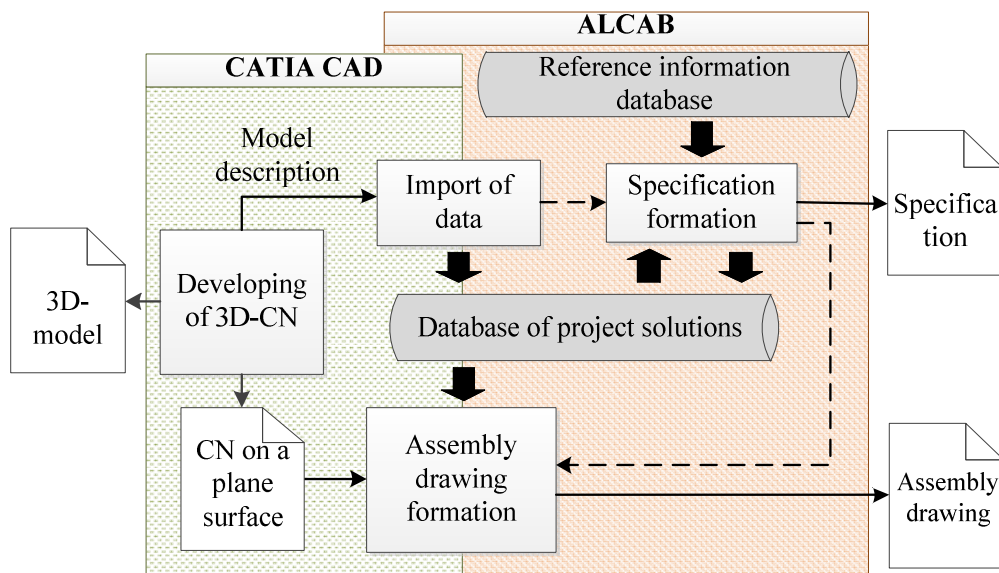 ALCAB
CATIA CAD
Reference information
database
Model
description
Import of
data
Specification
formation
Specifica
tion
Developing
of 3D-CN
3D-
model
Database of project solutions
CN on a
plane
surface
Assembly
drawing
formation
Assembly
drawing